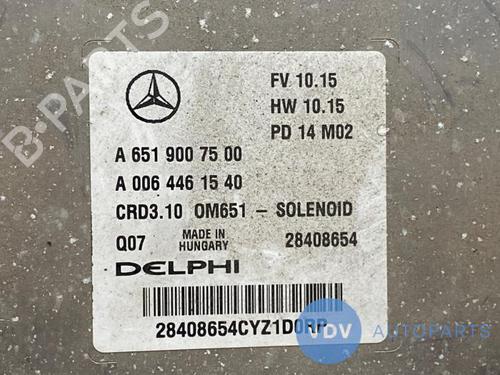 FV 10.15
HW 10.15
PD 14 M02
A 651 900 75 00
A 006 446 15 40
CRD3.10 OM651 - SOLENOID
Q07 MADE IN HUNGARY 28408654
DELPHI
28408654CYZ1D0RR
VDV AUTOPARTS